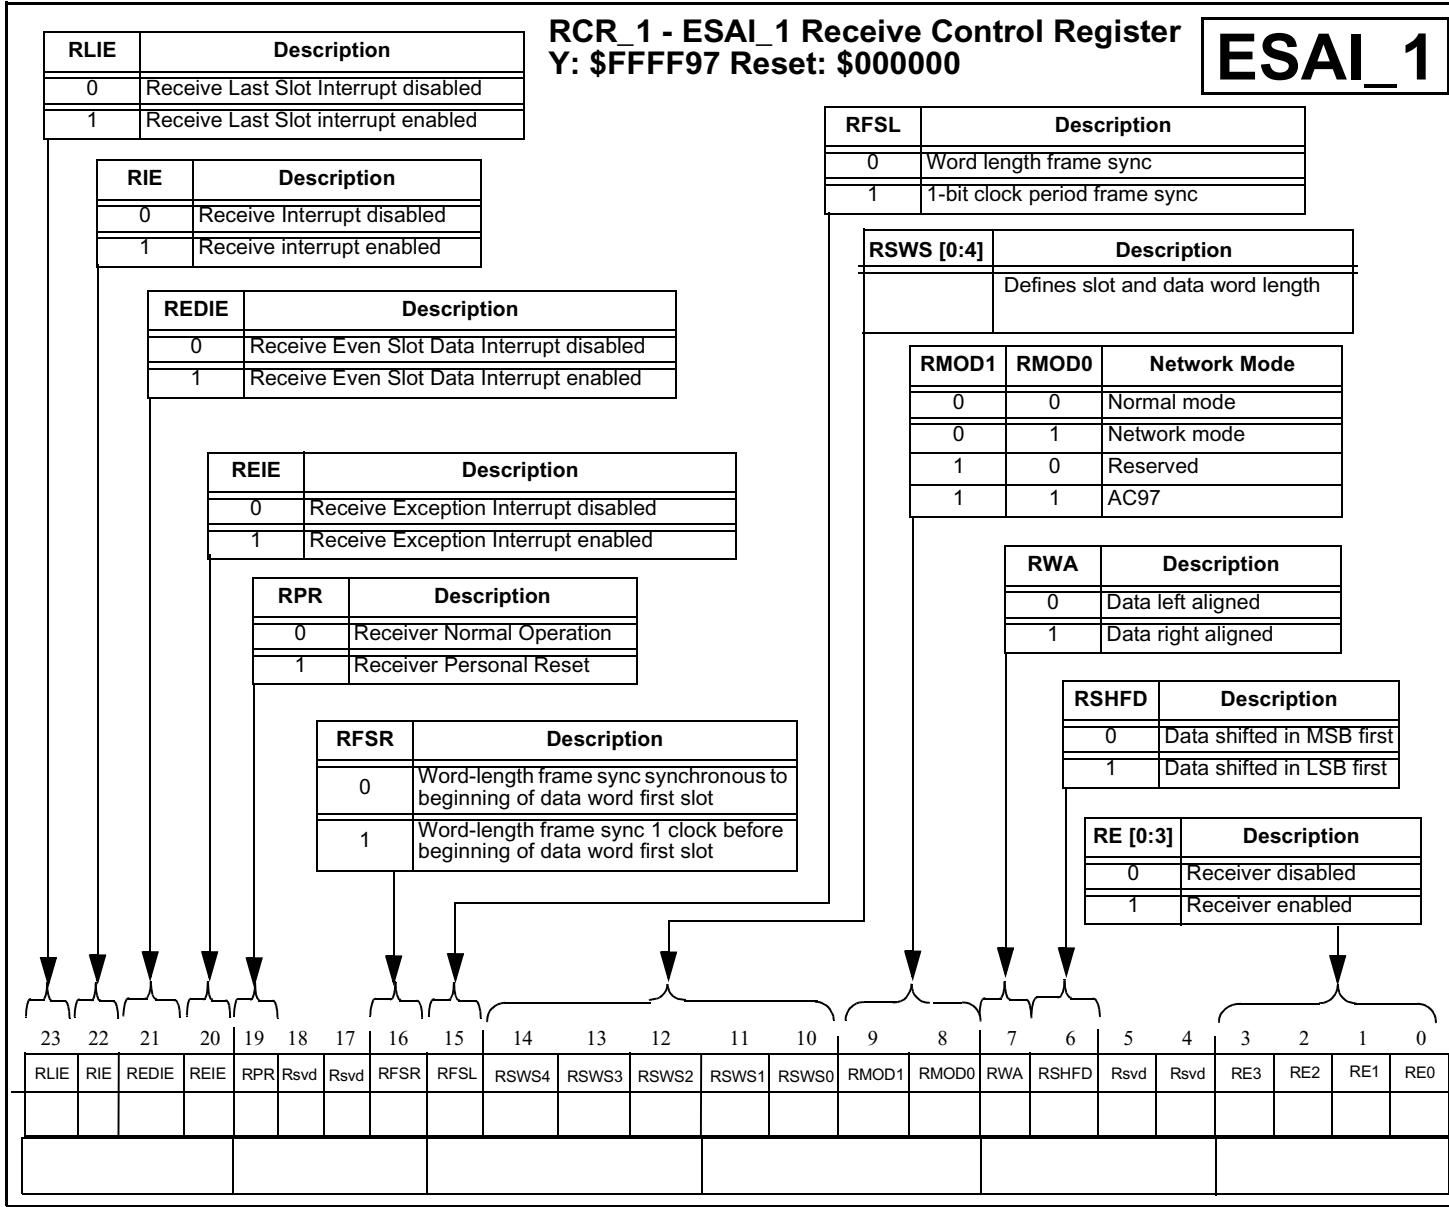 RCR_1 - ESAI_1 Receive Control Register
Y: $FFFF97 Reset: $000000
ESAI_1
RLIE Description
0 Receive Last Slot Interrupt disabled
1 Receive Last Slot interrupt enabled
RIE Description
0 Receive Interrupt disabled
1 Receive interrupt enabled
REDIE Description
0 Receive Even Slot Data Interrupt disabled
1 Receive Even Slot Data Interrupt enabled
REIE Description
0 Receive Exception Interrupt disabled
1 Receive Exception Interrupt enabled
RPR Description
0 Receiver Normal Operation
1 Receiver Personal Reset
RFSR Description
0 Word-length frame sync synchronous to
beginning of data word first slot
1 Word-length frame sync 1 clock before
beginning of data word first slot
RFSL Description
0 Word length frame sync
1 1-bit clock period frame sync
RSWS [0:4] Description
Defines slot and data word length
RMOD1 RMOD0 Network Mode
0 0 Normal mode
0 1 Network mode
1 0 Reserved
1 1 AC97
RWA Description
0 Data left aligned
1 Data right aligned
RSHFD Description
0 Data shifted in MSB first
1 Data shifted in LSB first
RE [0:3] Description
0 Receiver disabled
1 Receiver enabled
23 22 21 20 19 18 17 16 15 14 13 12 11 10 9 8 7 6 5 4 3 2 1 0
RLIE RIE REDIE REIE RPR Rsvd Rsvd RFSR RFSL RSWS4 RSWS3 RSWS2 RSWS1 RSWS0 RMOD1 RMOD0 RWA RSHFD Rsvd Rsvd RE3 RE2 RE1 RE0